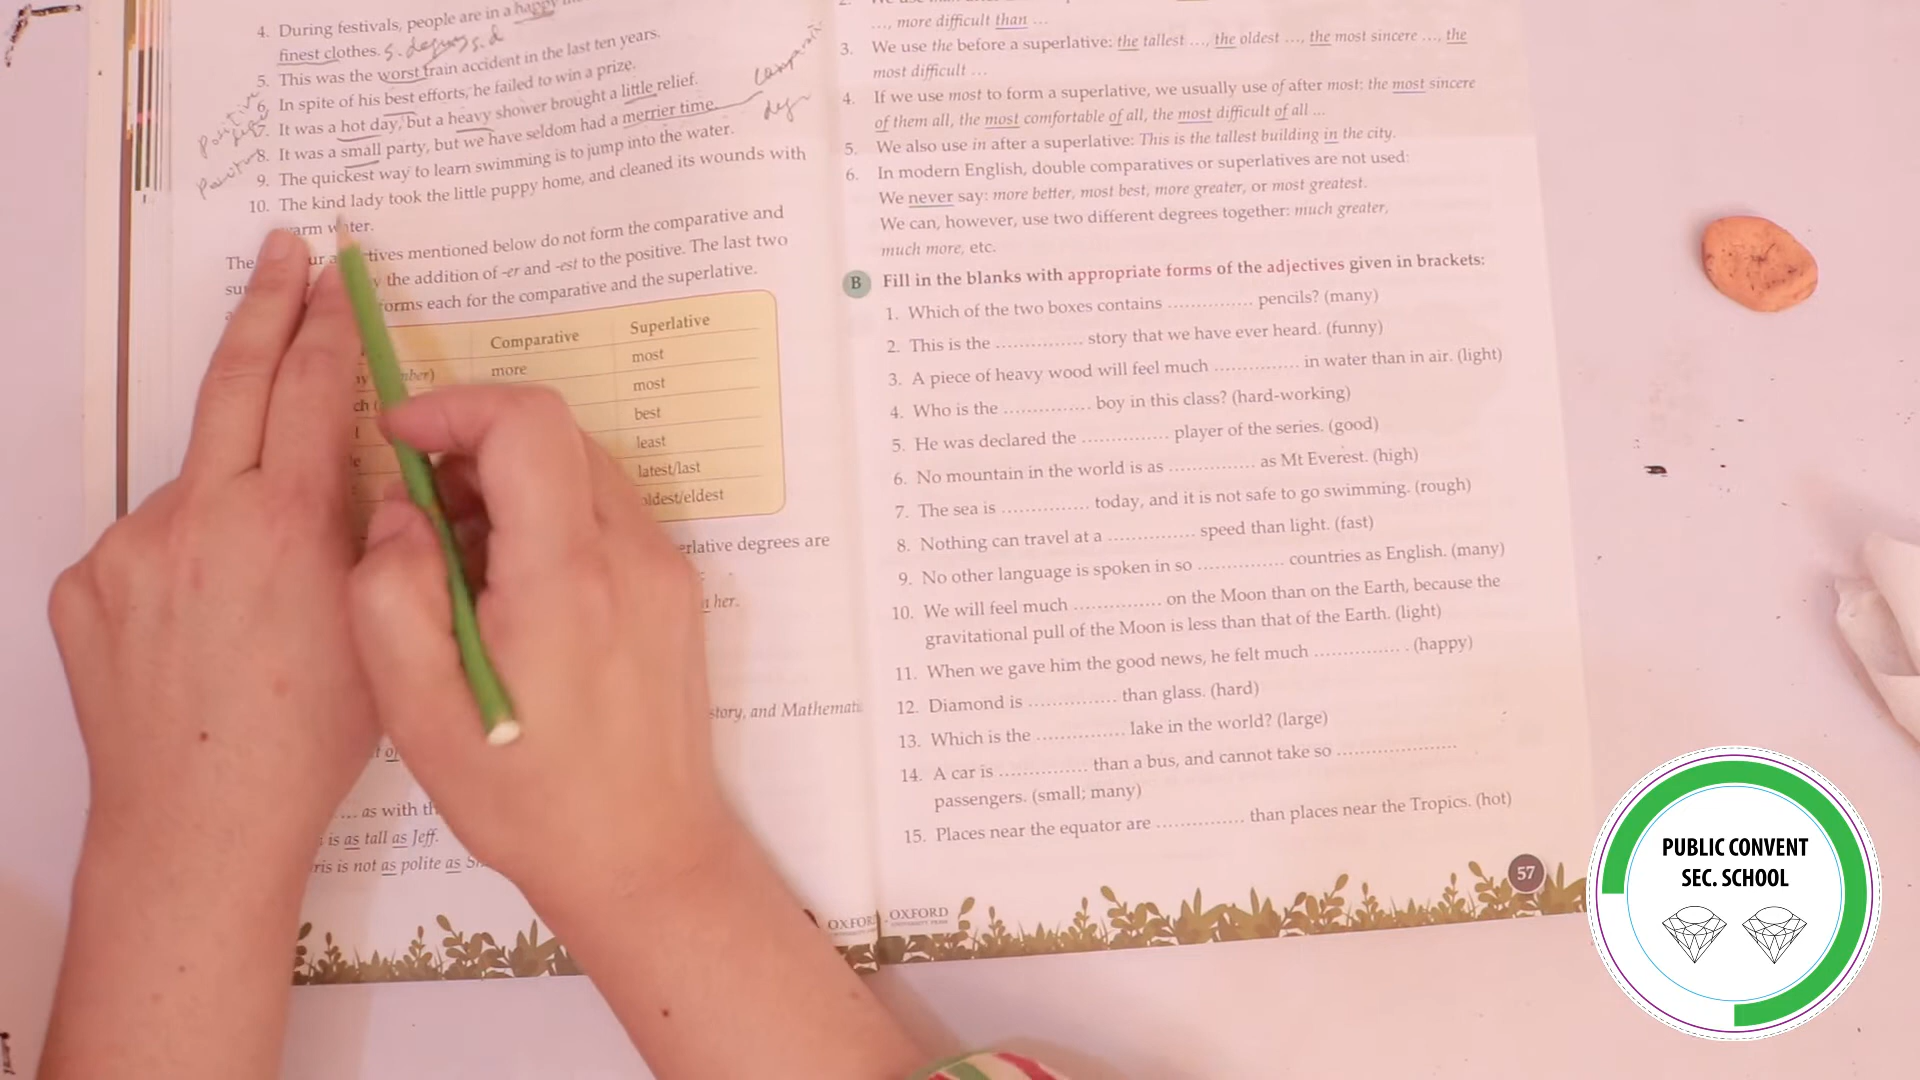 4. During festivals, people are in a happy
finest clothes. s. degree s.d
5. This was the worst train accident in the last ten years.
6. In spite of his best efforts, he failed to win a prize.
7. It was a hot day, but a heavy shower brought a little relief.
8. It was a small party, but we have seldom had a merrier time.
9. The quickest way to learn swimming is to jump into the water.
10. The kind lady took the little puppy home, and cleaned its wounds with
warm water.
Positive
The
mentioned below do not form the comparative and
the addition of -er and -est to the positive. The last two
forms each for the comparative and the superlative.
Comparative Superlative
more most
most
best
least
latest/last
oldest/eldest
degrees are
her.
and
... as with
is as tall as Jeff.
is not as polite as
OXFORD
..., more difficult than ...
3. We use the before a superlative: the tallest ..., the oldest ..., the most sincere ..., the
most difficult ...
4. If we use most to form a superlative, we usually use of after most: the most sincere
of them all, the most comfortable of all, the most difficult of all ...
5. We also use in after a superlative: This is the tallest building in the city.
6. In modern English, double comparatives or superlatives are not used:
We never say: more better, most best, more greater, or most greatest.
We can, however, use two different degrees together: much greater,
much more, etc.
B Fill in the blanks with appropriate forms of the adjectives given in brackets:
1. Which of the two boxes contains .............. pencils? (many)
2. This is the .............. story that we have ever heard. (funny)
3. A piece of heavy wood will feel much .............. in water than in air. (light)
4. Who is the .............. boy in this class? (hard-working)
5. He was declared the .............. player of the series. (good)
6. No mountain in the world is as .............. as Mt Everest. (high)
7. The sea is .............. today, and it is not safe to go swimming. (rough)
8. Nothing can travel at a .............. speed than light. (fast)
9. No other language is spoken in so .............. countries as English. (many)
10. We will feel much .............. on the Moon than on the Earth, because the
gravitational pull of the Moon is less than that of the Earth. (light)
11. When we gave him the good news, he felt much .............. . (happy)
12. Diamond is .............. than glass. (hard)
13. Which is the .............. lake in the world? (large)
14. A car is .............. than a bus, and cannot take so ..................
passengers. (small; many)
15. Places near the equator are .............. than places near the Tropics. (hot)
57
OXFORD
PUBLIC CONVENT
SEC. SCHOOL